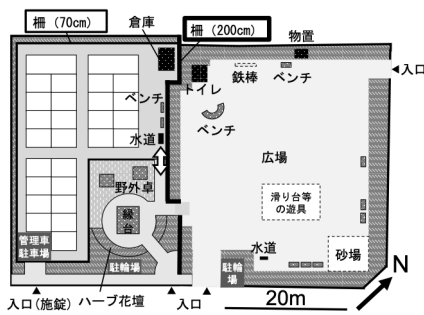 柵（70cm）
倉庫
柵（200cm）
物置
トイレ
鉄棒
ベンチ
入口
ベンチ
ベンチ
水道
広場
野外卓
滑り台等
の遊具
縁
台
管理車
駐車場
駐輪場
水道
駐輪
場
砂場
N
入口（施錠）
ハーブ花壇
入口
20m